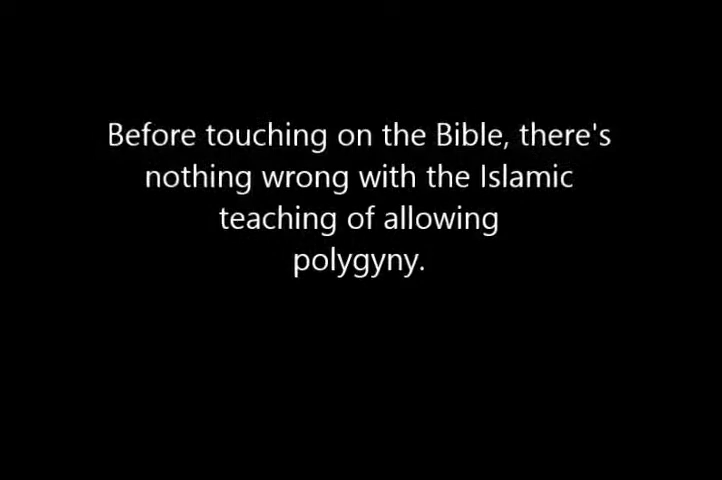 Before touching on the Bible, there's
nothing wrong with the Islamic
teaching of allowing
polygyny.